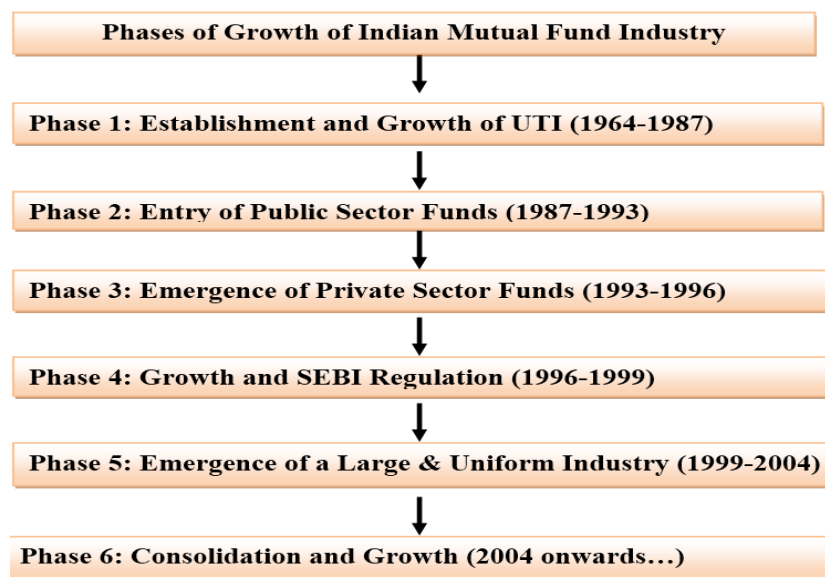 Phases of Growth of Indian Mutual Fund Industry
Phase 1: Establishment and Growth of UTI (1964-1987)
Phase 2: Entry of Public Sector Funds (1987-1993)
Phase 3: Emergence of Private Sector Funds (1993-1996)
Phase 4: Growth and SEBI Regulation (1996-1999)
Phase 5: Emergence of a Large & Uniform Industry (1999-2004)
Phase 6: Consolidation and Growth (2004 onwards…)